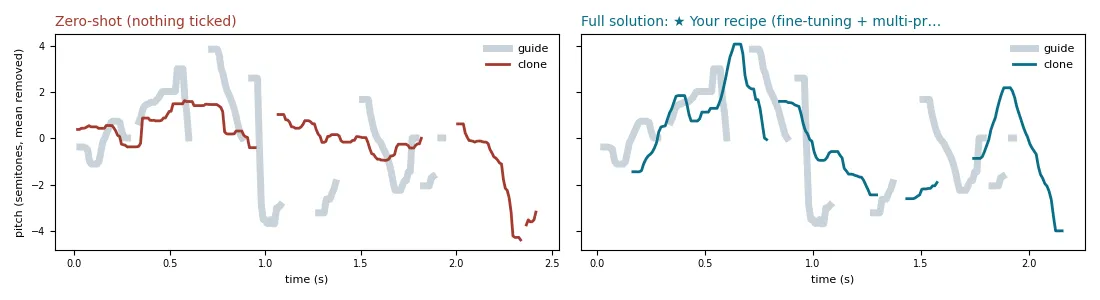 Zero-shot (nothing ticked)
Full solution: ★ Your recipe (fine-tuning + multi-pr…
guide
clone
guide
clone
pitch (semitones, mean removed)
4
2
0
−2
−4
0.0 0.5 1.0 1.5 2.0 2.5
0.0 0.5 1.0 1.5 2.0
time (s)
time (s)